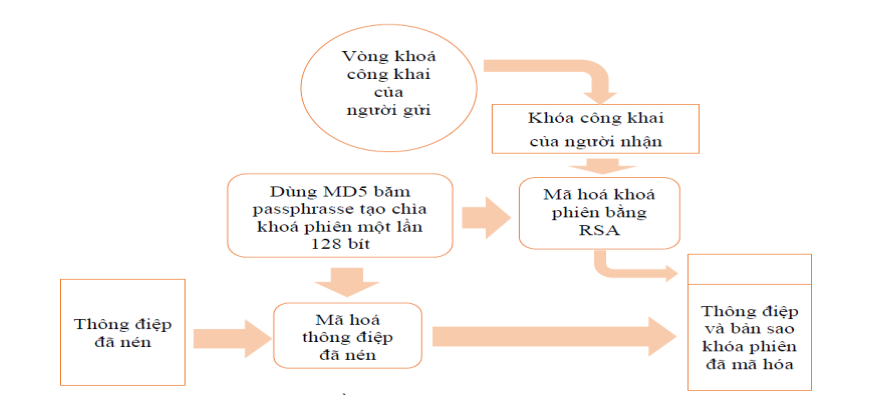 Vòng khoá
công khai
của
người gửi
Khóa công khai
của người nhận
Dùng MD5 băm
passphrasse tạo chìa
khoá phiên một lần
128 bít
Mã hoá khoá
phiên bằng
RSA
Thông điệp
đã nén
Mã hoá
thông điệp
đã nén
Thông điệp
và bản sao
khóa phiên
đã mã hóa